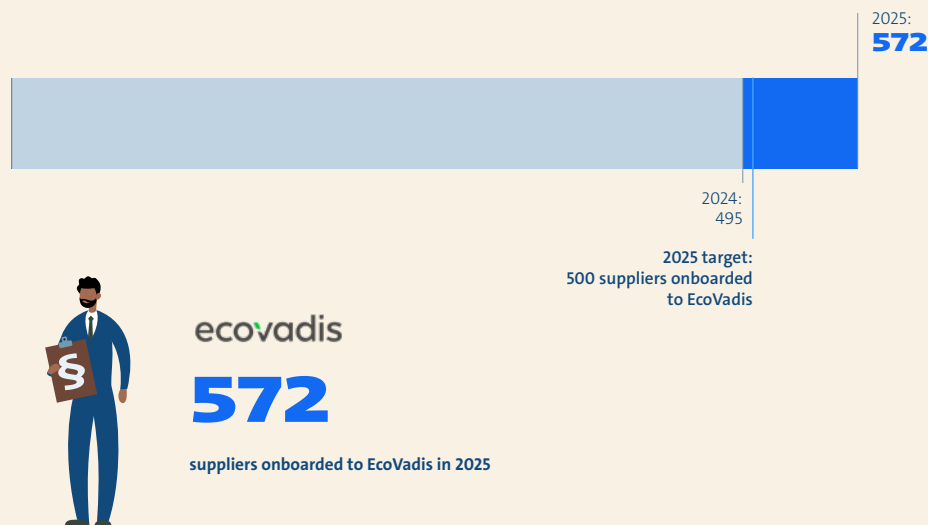 2025:
572
2024:
495
2025 target:
500 suppliers onboarded
to EcoVadis
§
ecovadis
572
suppliers onboarded to EcoVadis in 2025